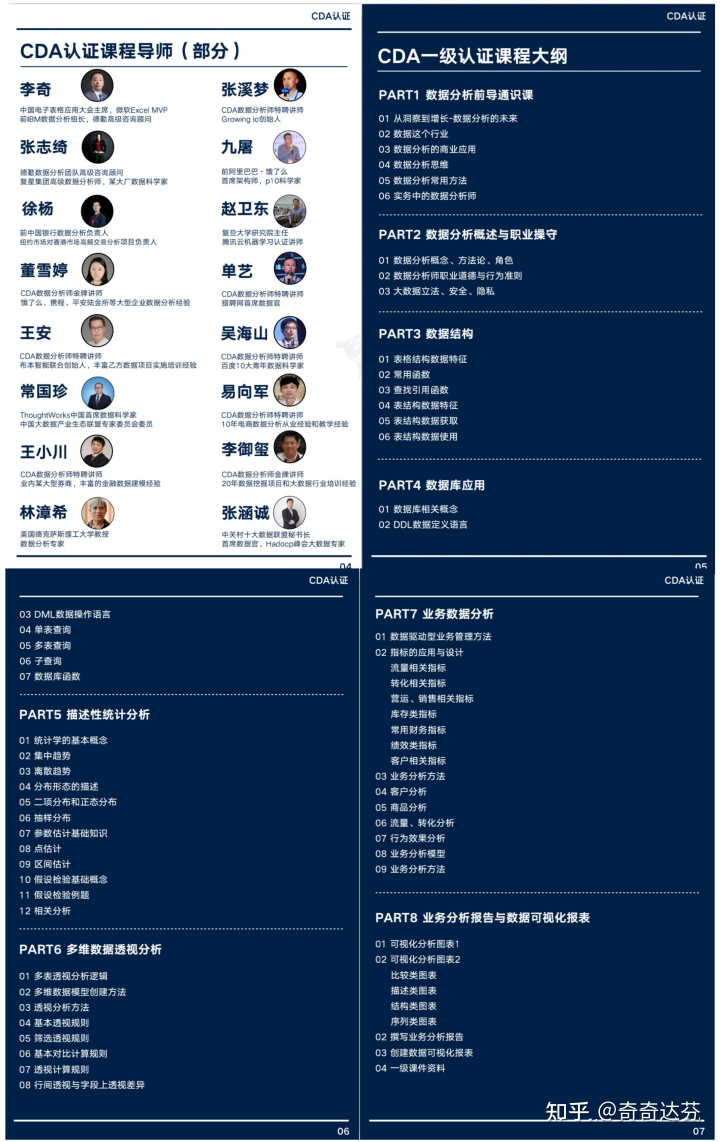 CDA认证
CDA认证课程导师（部分）
李奇
中国电子表格应用大会主席，微软Excel MVP
前IBM数据分析组长，德勤高级咨询顾问
张溪梦
CDA数据分析师特聘讲师
Growing io创始人
张志绮
德勤数据分析团队高级咨询顾问
复星集团高级数据分析师，某大厂数据科学家
九屠
前阿里巴巴·饿了么
首席架构师，p10科学家
徐杨
前中国银行数据分析负责人
纽约市场对香港市场高频交易分析项目负责人
赵卫东
复旦大学研究院主任
腾讯云机器学习认证讲师
董雪婷
CDA数据分析师金牌讲师
饿了么、携程，平安陆金所等大型企业数据分析经验
单艺
CDA数据分析师特聘讲师
猎聘网首席数据官
王安
CDA数据分析师特聘讲师
布本智能联合创始人，丰富乙方数据项目实施培训经验
吴海山
CDA数据分析师特聘讲师
百度10大青年数据科学家
常国珍
ThoughtWorks中国首席数据科学家
中国大数据产业生态联盟专家委员会委员
易向军
CDA数据分析师特聘讲师
10年电商数据分析从业经验和教学经验
王小川
CDA数据分析师特聘讲师
业内某大型券商，丰富的金融数据建模经验
李御玺
CDA数据分析师金牌讲师
20年数据挖掘项目和大数据行业培训经验
林漳希
美国德克萨斯理工大学教授
数据分析专家
张涵诚
中关村十大数据联盟秘书长
首席数据官，Hadoop峰会大数据专家
04
CDA认证
CDA一级认证课程大纲
PART1 数据分析前导通识课
01 从洞察到增长-数据分析的未来
02 数据这个行业
03 数据分析的商业应用
04 数据分析思维
05 数据分析常用方法
06 实务中的数据分析师
PART2 数据分析概述与职业操守
01 数据分析概念、方法论、角色
02 数据分析师职业道德与行为准则
03 大数据立法、安全、隐私
PART3 数据结构
01 表格结构数据特征
02 常用函数
03 查找引用函数
04 表结构数据特征
05 表结构数据获取
06 表结构数据使用
PART4 数据库应用
01 数据库相关概念
02 DDL数据定义语言
05
CDA认证
03 DML数据操作语言
04 单表查询
05 多表查询
06 子查询
07 数据库函数
PART5 描述性统计分析
01 统计学的基本概念
02 集中趋势
03 离散趋势
04 分布形态的描述
05 二项分布和正态分布
06 抽样分布
07 参数估计基础知识
08 点估计
09 区间估计
10 假设检验基础概念
11 假设检验例题
12 相关分析
PART6 多维数据透视分析
01 多表透视分析逻辑
02 多维数据模型创建方法
03 透视分析方法
04 基本透视规则
05 筛选透视规则
06 基本对比计算规则
07 透视计算规则
08 行间透视与字段上透视差异
06
CDA认证
PART7 业务数据分析
01 数据驱动型业务管理方法
02 指标的应用与设计
流量相关指标
转化相关指标
营运、销售相关指标
库存类指标
常用财务指标
绩效类指标
客户相关指标
03 业务分析方法
04 客户分析
05 商品分析
06 流量、转化分析
07 行为效果分析
08 业务分析模型
09 业务分析方法
PART8 业务分析报告与数据可视化报表
01 可视化分析图表1
02 可视化分析图表2
比较类图表
描述类图表
结构类图表
序列类图表
02 撰写业务分析报告
03 创建数据可视化报表
04 一级课件资料
知乎 @奇奇达芬
07